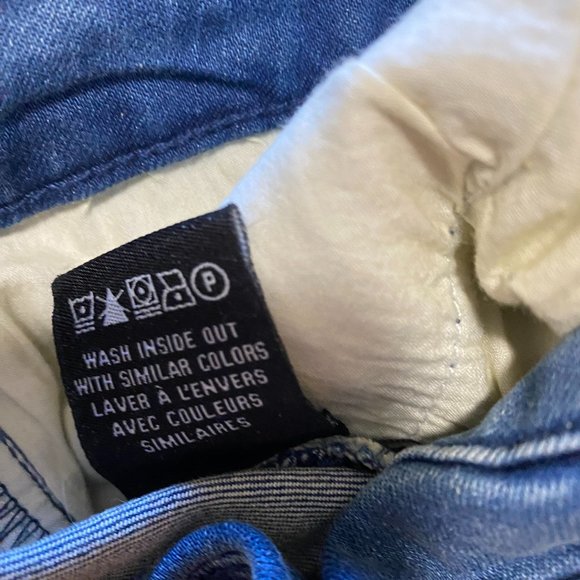 P
WASH INSIDE OUT
WITH SIMILAR COLORS
LAVER À L'ENVERS
AVEC COULEURS
SIMILAIRES